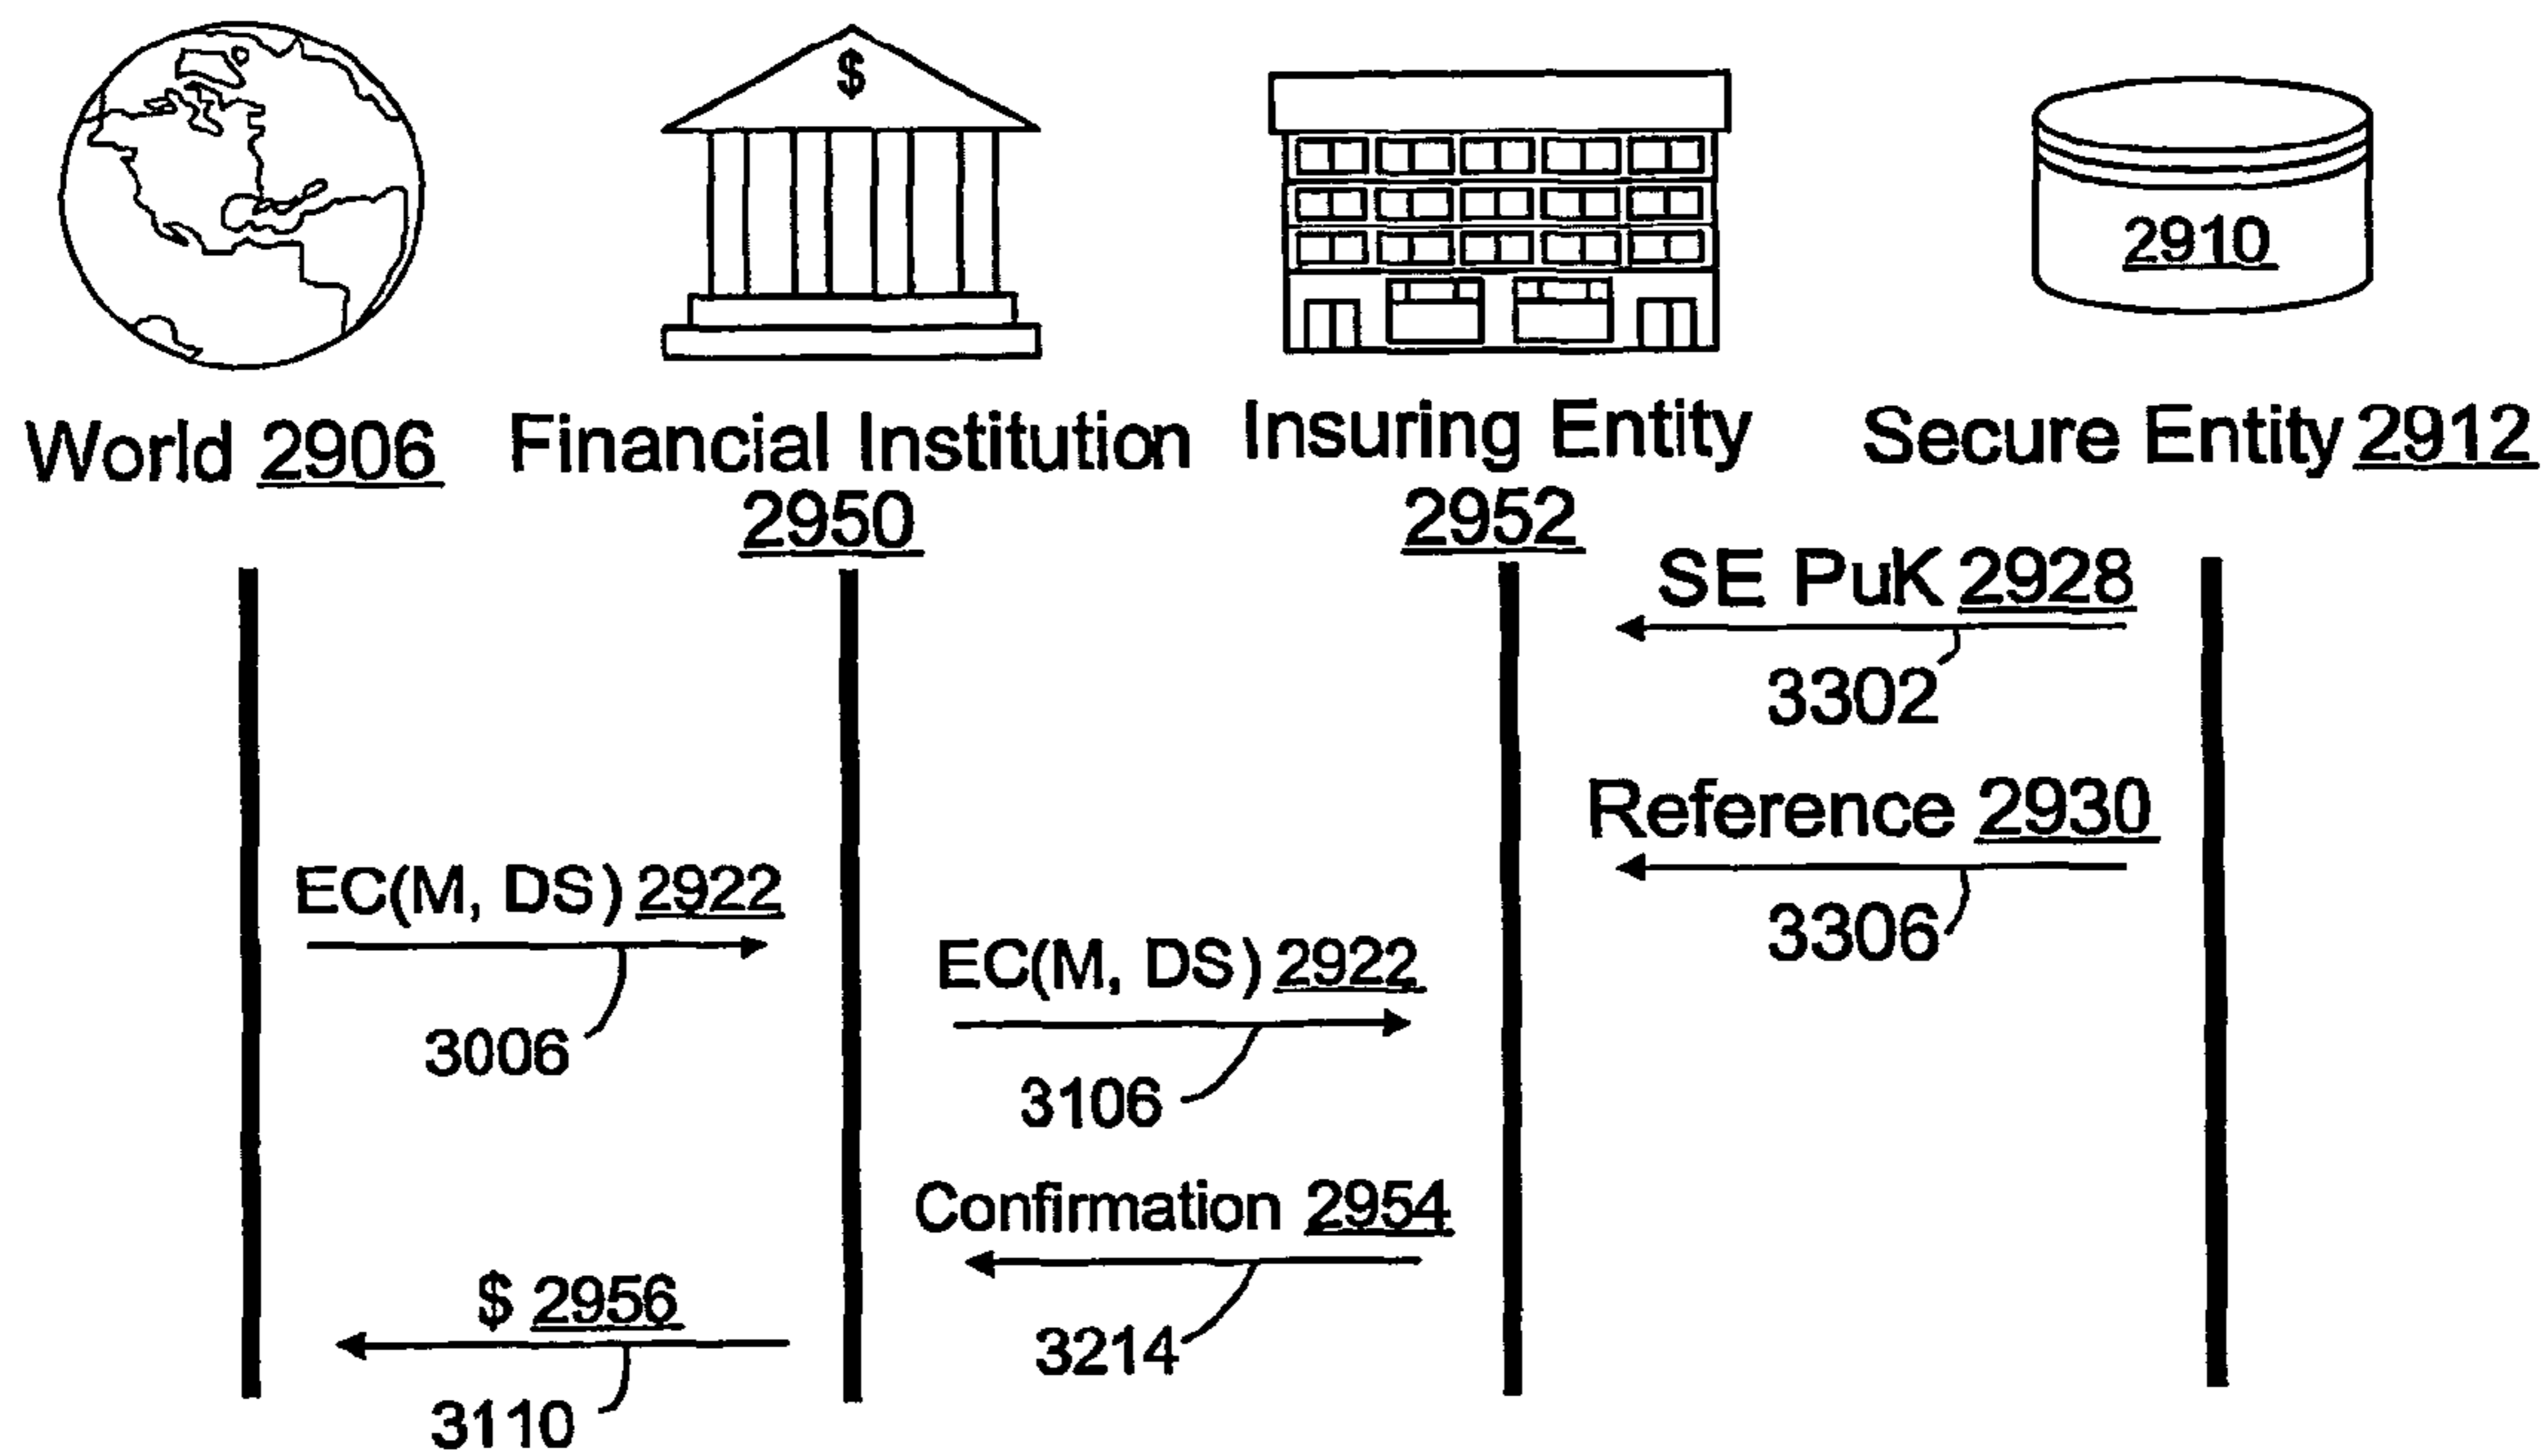 $
2910
World 2906
Financial Institution
2950
Insuring Entity
2952
Secure Entity 2912
SE PuK 2928
3302
Reference 2930
3306
EC(M, DS) 2922
3006
EC(M, DS) 2922
3106
Confirmation 2954
3214
$ 2956
3110